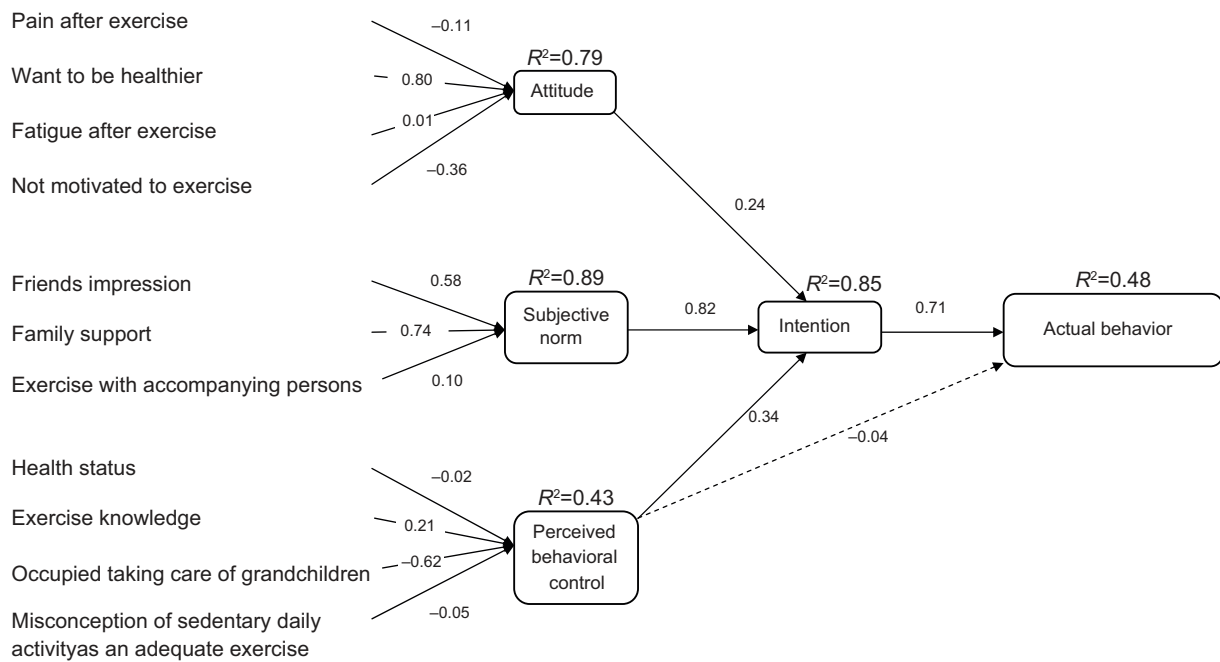 Pain after exercise
Want to be healthier
Fatigue after exercise
Not motivated to exercise
–0.11
0.80
0.01
–0.36
R²=0.79
Attitude
0.24
Friends impression
Family support
Exercise with accompanying persons
0.58
0.74
0.10
R²=0.89
Subjective
norm
0.82
R²=0.85
Intention
0.71
R²=0.48
Actual behavior
0.34
–0.04
Health status
Exercise knowledge
Occupied taking care of grandchildren
Misconception of sedentary daily
activityas an adequate exercise
–0.02
0.21
–0.62
–0.05
R²=0.43
Perceived
behavioral
control